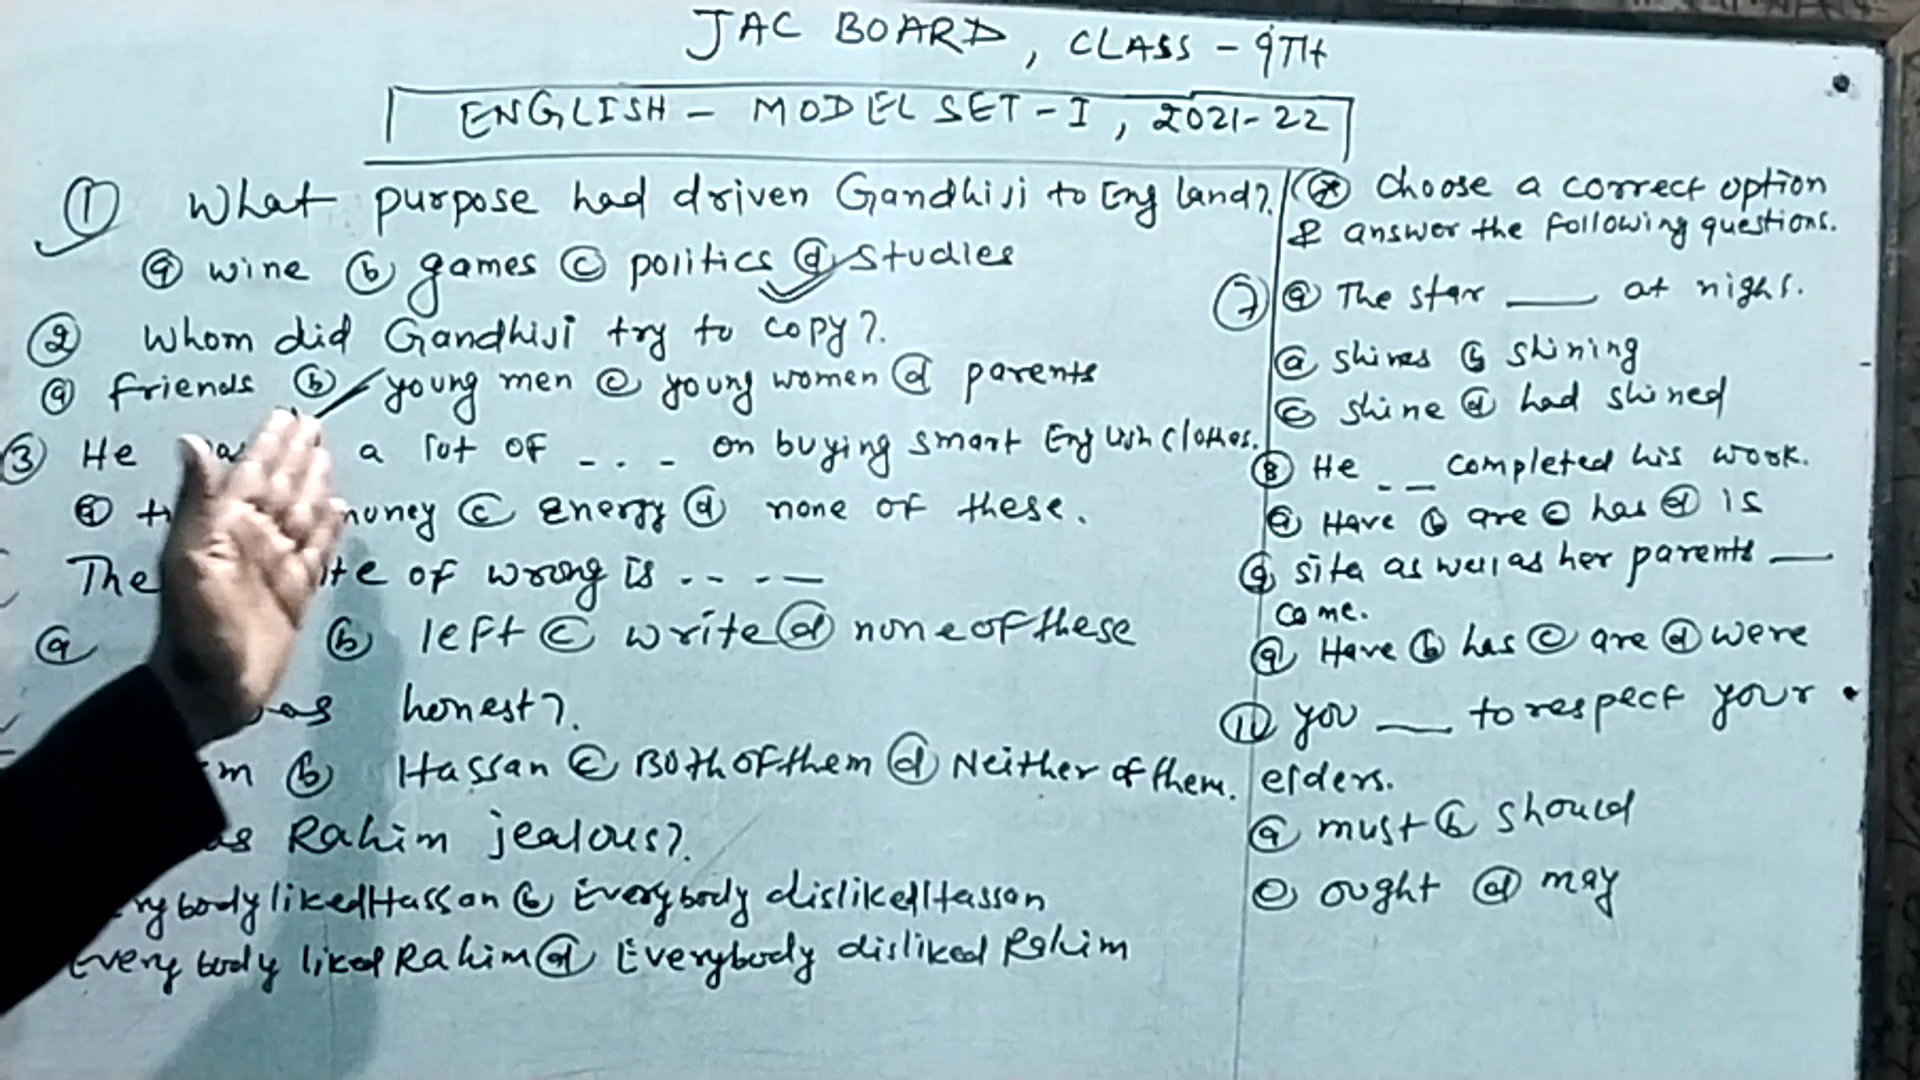 JAC BOARD, CLASS - 9TH
ENGLISH - MODEL SET - I, 2021-22
① What purpose had driven Gandhiji to England?
ⓐ wine ⓑ games ⓒ politics ⓓ studies
② Whom did Gandhiji try to copy?
ⓐ friends ⓑ young men ⓒ young women ⓓ parents
③ He a lot of - - - on buying smart English clothes.
ⓐ money ⓒ Energy ⓓ none of these.
The of wrong is - - - —
ⓐ ⓑ left ⓒ write ⓓ none of these
honest?
ⓑ Hassan ⓒ Both of them ⓓ Neither of them.
Rahim jealous?
liked Hassan ⓑ Everybody disliked Hassan
Everybody liked Rahim ⓓ Everybody disliked Rahim
Choose a correct option
& answer the following questions.
⑦ ⓐ The star ___ at night.
ⓐ shines ⓑ shining
ⓒ shine ⓓ had shined
⑧ He _ _ completed his work.
ⓐ Have ⓑ are ⓒ has ⓓ is
⑨ sita as well as her parents ___
come.
ⓐ Have ⓑ has ⓒ are ⓓ were
you ___ to respect your
elders.
ⓐ must ⓑ should
ⓒ ought ⓓ may